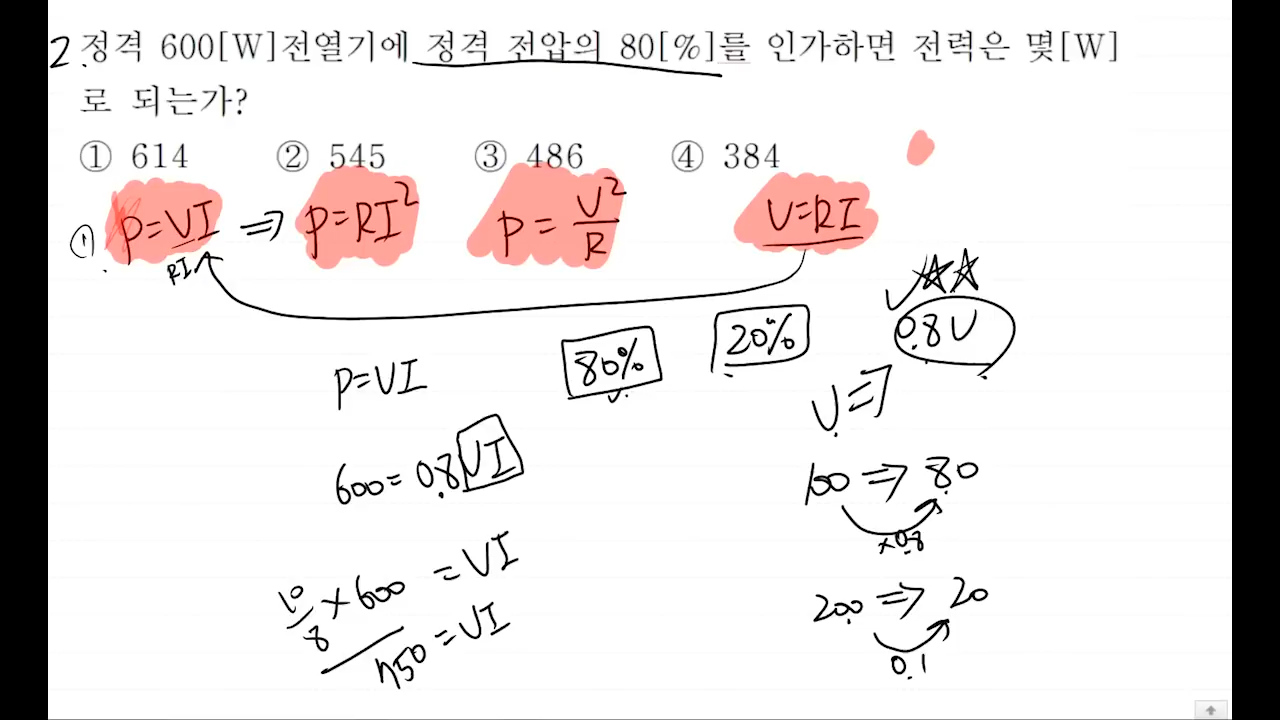 2. 정격 600[W]전열기에 정격 전압의 80[%]를 인가하면 전력은 몇[W]
로 되는가?
① 614 ② 545 ③ 486 ④ 384
① P=VI ⇒ P=RI² P=V²/R V=RI
RI
80% 20% 0.8V
P=VI V⇒
600=0.8VI 100⇒80
×0.8
10/8×600=VI 200⇒20
750=VI 0.1